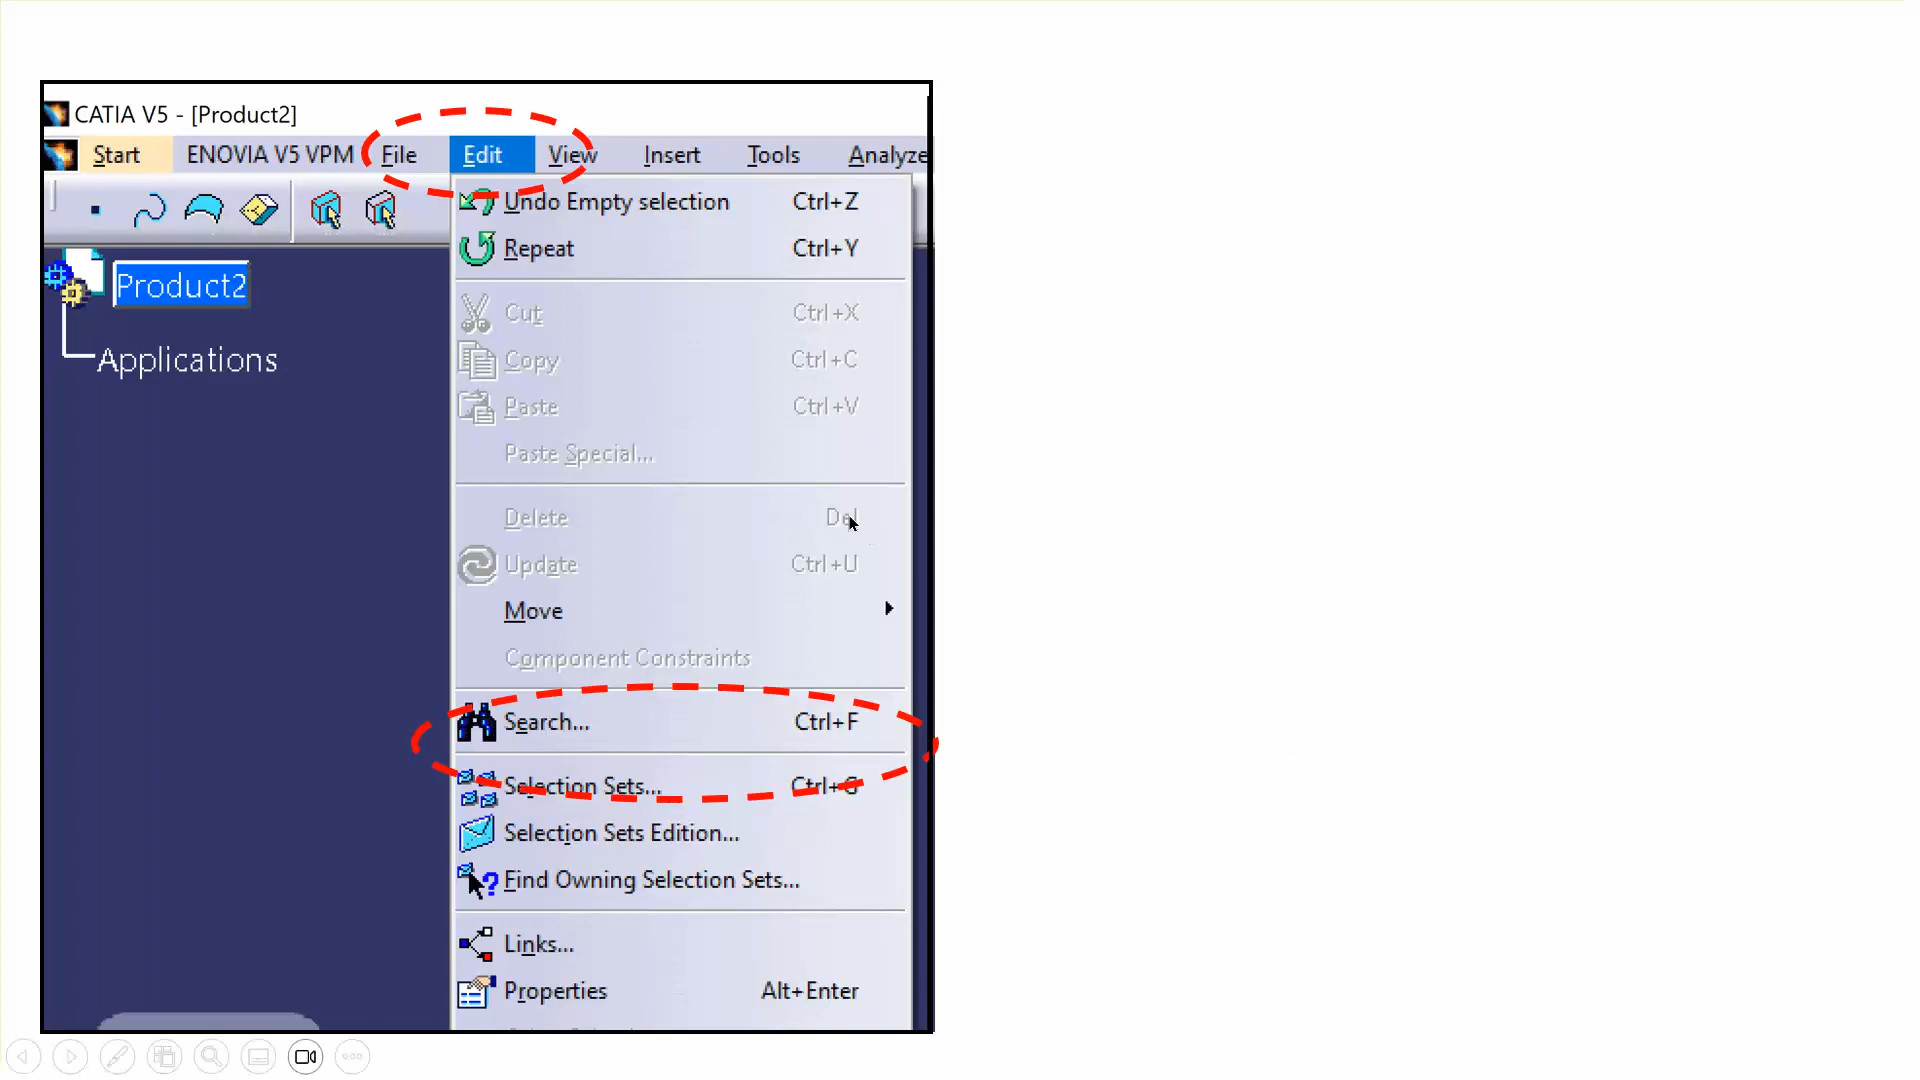 CATIA V5 - [Product2]
Start ENOVIA V5 VPM File Edit View Insert Tools Analyze
Undo Empty selection Ctrl+Z
Repeat Ctrl+Y
Product2
Cut Ctrl+X
Applications
Copy Ctrl+C
Paste Ctrl+V
Paste Special...
Delete Del
Update Ctrl+U
Move
Component Constraints
Search... Ctrl+F
Selection Sets... Ctrl+G
Selection Sets Edition...
Find Owning Selection Sets...
Links...
Properties Alt+Enter